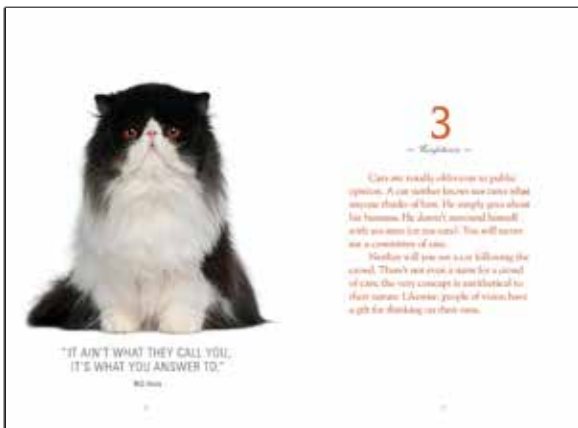 "IT AIN'T WHAT THEY CALL YOU,
IT'S WHAT YOU ANSWER TO."
3
Cats are totally oblivious to public
opinion. A cat neither knows nor cares what
anyone thinks of him. He simply goes about
his business. He doesn't surround himself
with yes-men (or yes-cats). You will never
see a committee of cats.
Neither will you see a cat following the
crowd. There's not even a name for a crowd
of cats; the very concept is antithetical to
their nature. Likewise, people of vision have
a gift for thinking on their own.